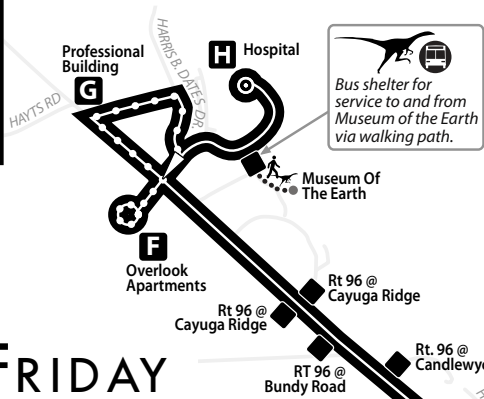 HARRIS B. DATES DR.
Professional
Building
G
H
Hospital
HAYTS RD
Bus shelter for
service to and from
Museum of the Earth
via walking path.
Museum Of
The Earth
F
Overlook
Apartments
Rt 96 @
Cayuga Ridge
Rt 96 @
Cayuga Ridge
Rt. 96 @
RT 96 @
Bundy Road
FRIDAY